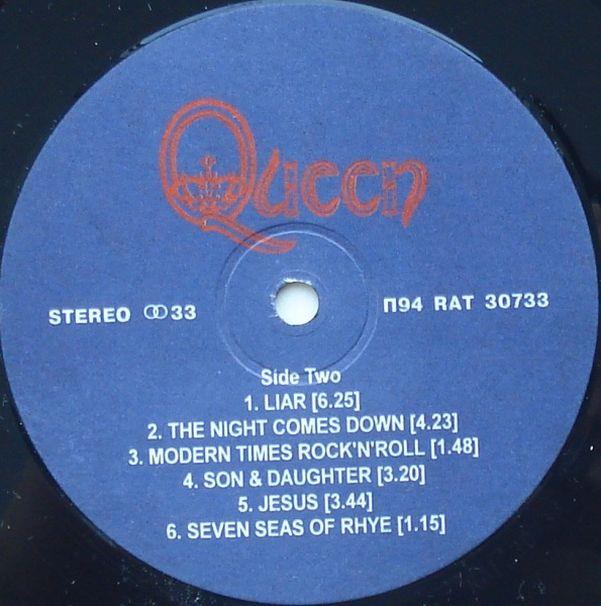 Queen
STEREO 33
П94 RAT 30733
Side Two
1. LIAR [6.25]
2. THE NIGHT COMES DOWN [4.23]
3. MODERN TIMES ROCK'N'ROLL [1.48]
4. SON & DAUGHTER [3.20]
5. JESUS [3.44]
6. SEVEN SEAS OF RHYE [1.15]